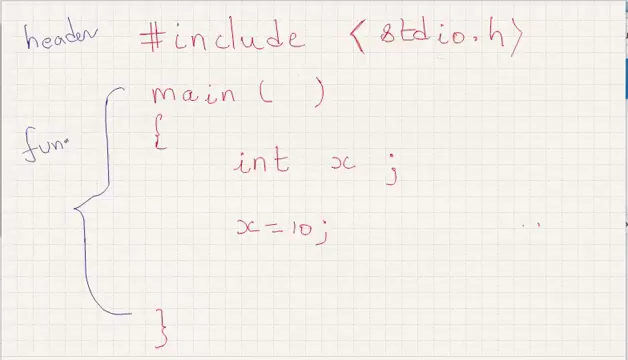 header #include <stdio.h>
main ( )
{
fun.
int x ;
x = 10 ;
}